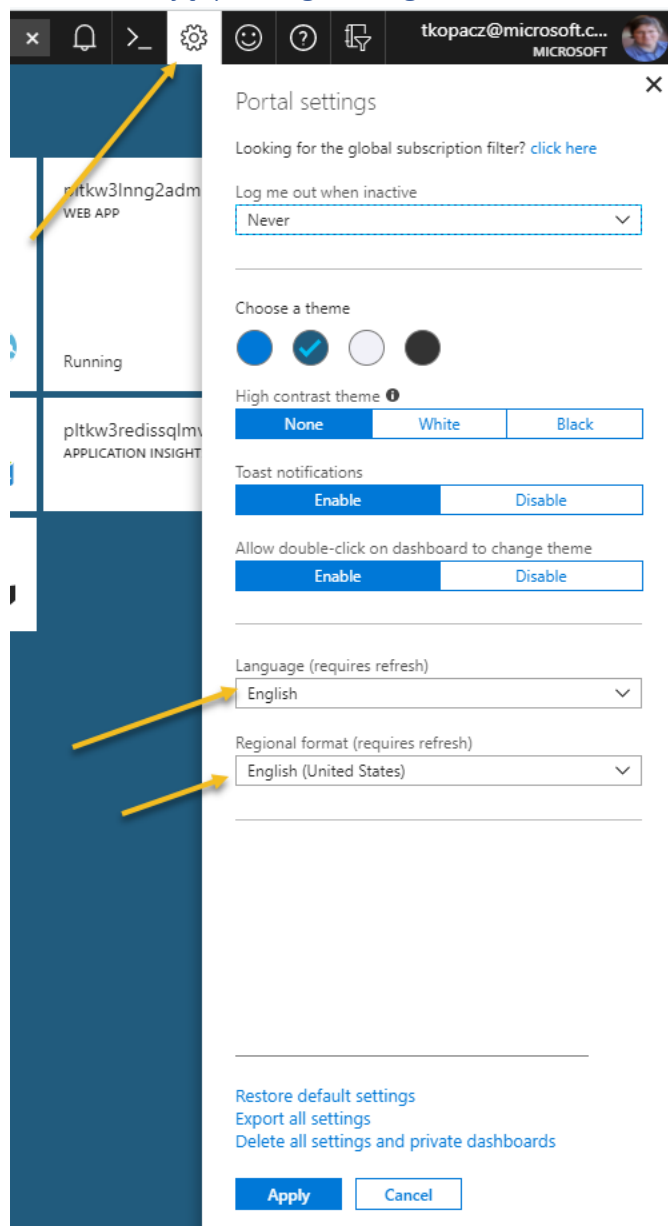 tkopacz@microsoft.c...
MICROSOFT
Portal settings
Looking for the global subscription filter? click here
Log me out when inactive
Never
WEB APP
Choose a theme
Running
High contrast theme
None White Black
APPLICATION INSIGHT
Toast notifications
Enable Disable
Allow double-click on dashboard to change theme
Enable Disable
Language (requires refresh)
English
Regional format (requires refresh)
English (United States)
Restore default settings
Export all settings
Delete all settings and private dashboards
Apply Cancel